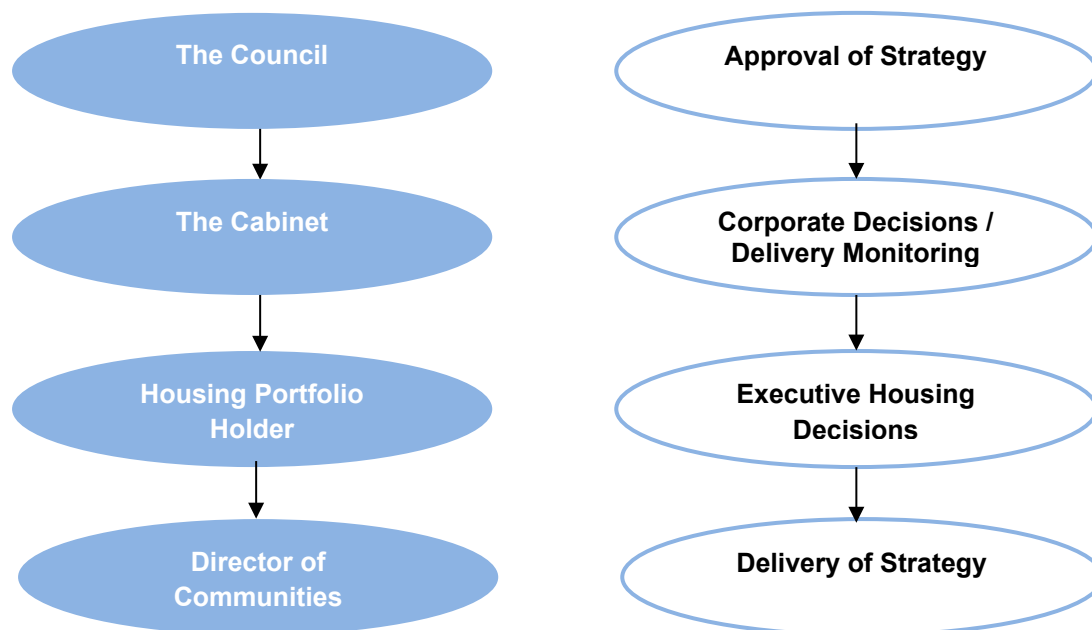 The Council
Approval of Strategy
The Cabinet
Corporate Decisions /
Delivery Monitoring
Housing Portfolio
Holder
Executive Housing
Decisions
Director of
Communities
Delivery of Strategy